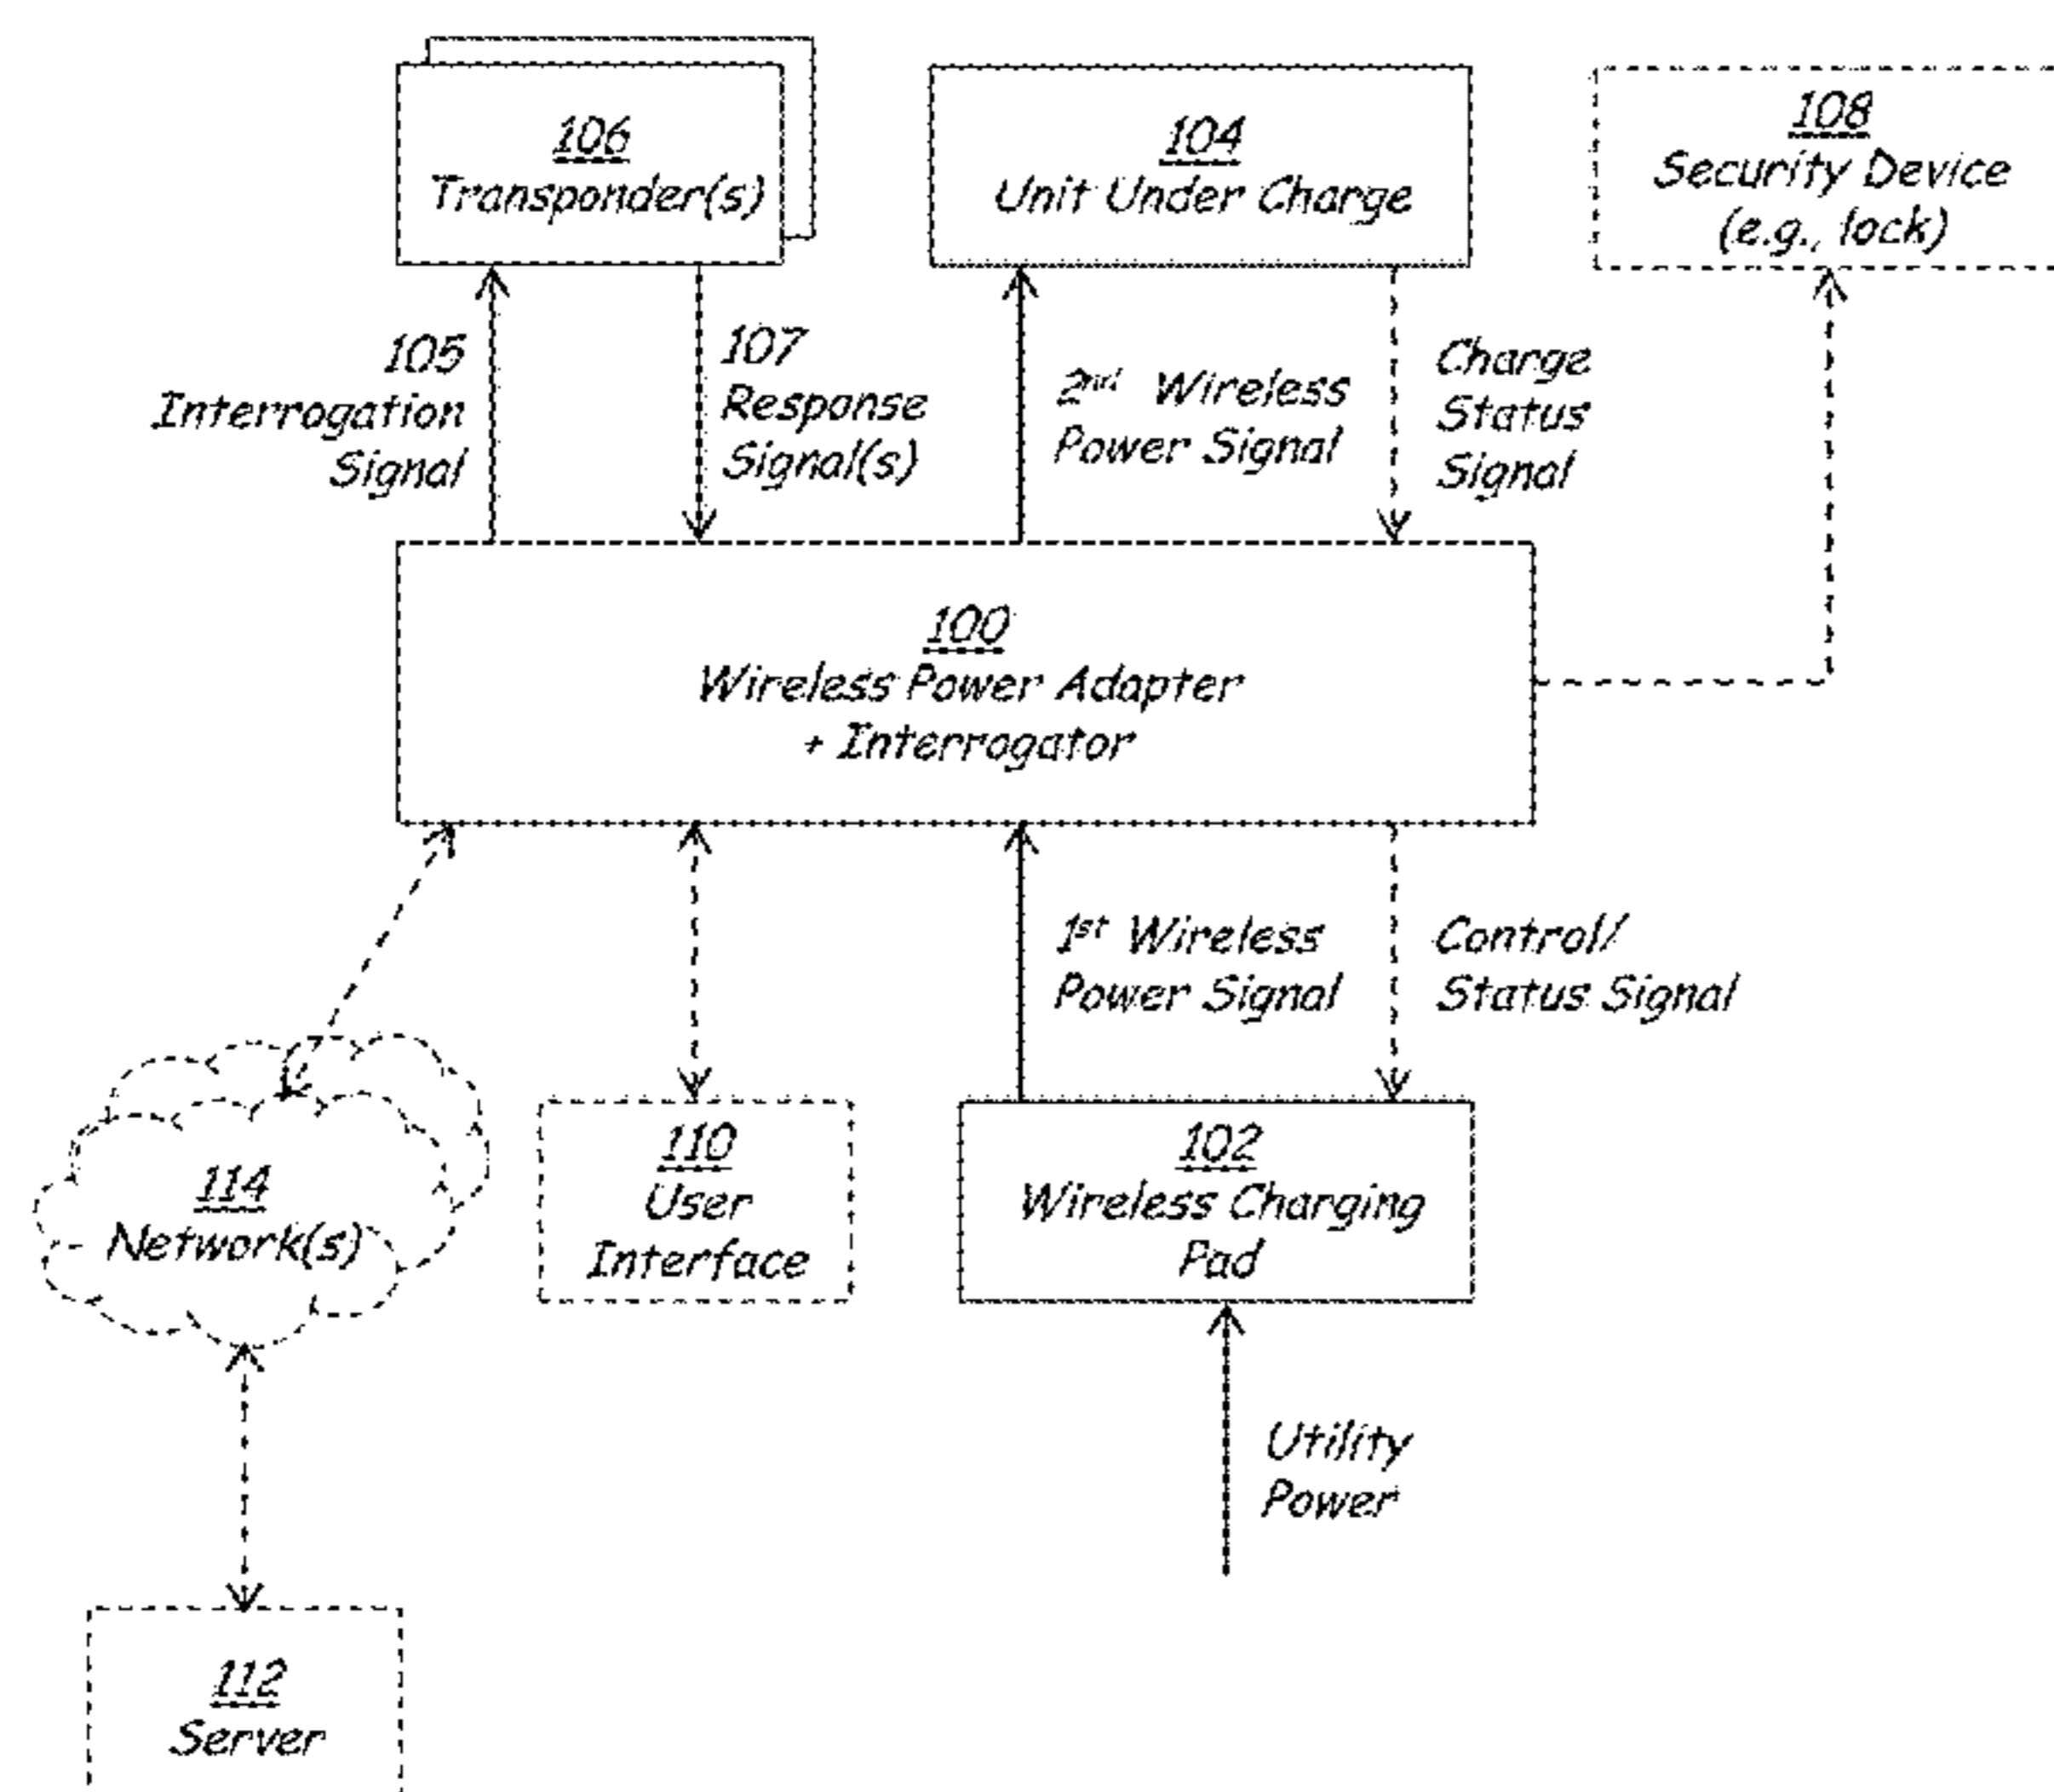 106
Transponder(s)
104
Unit Under Charge
108
Security Device
(e.g., lock)
105
Interrogation
Signal
107
Response
Signal(s)
2nd Wireless
Power Signal
Charge
Status
Signal
100
Wireless Power Adapter
+ Interrogator
1st Wireless
Power Signal
Control/
Status Signal
114
Network(s)
110
User
Interface
102
Wireless Charging
Pad
Utility
Power
112
Server